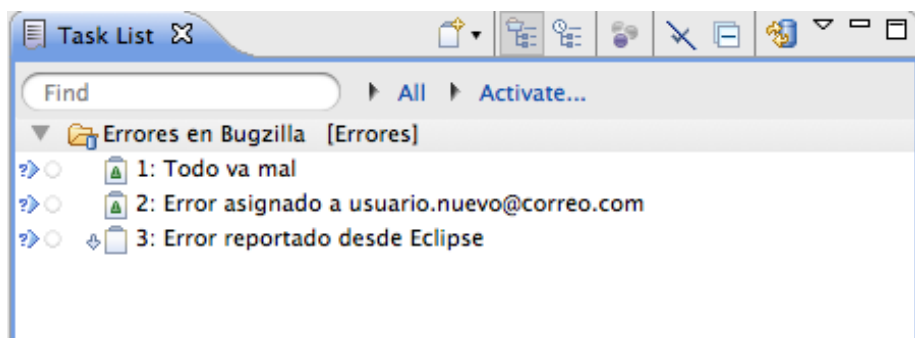 Task List
Find All Activate...
Errores en Bugzilla [Errores]
1: Todo va mal
2: Error asignado a usuario.nuevo@correo.com
3: Error reportado desde Eclipse